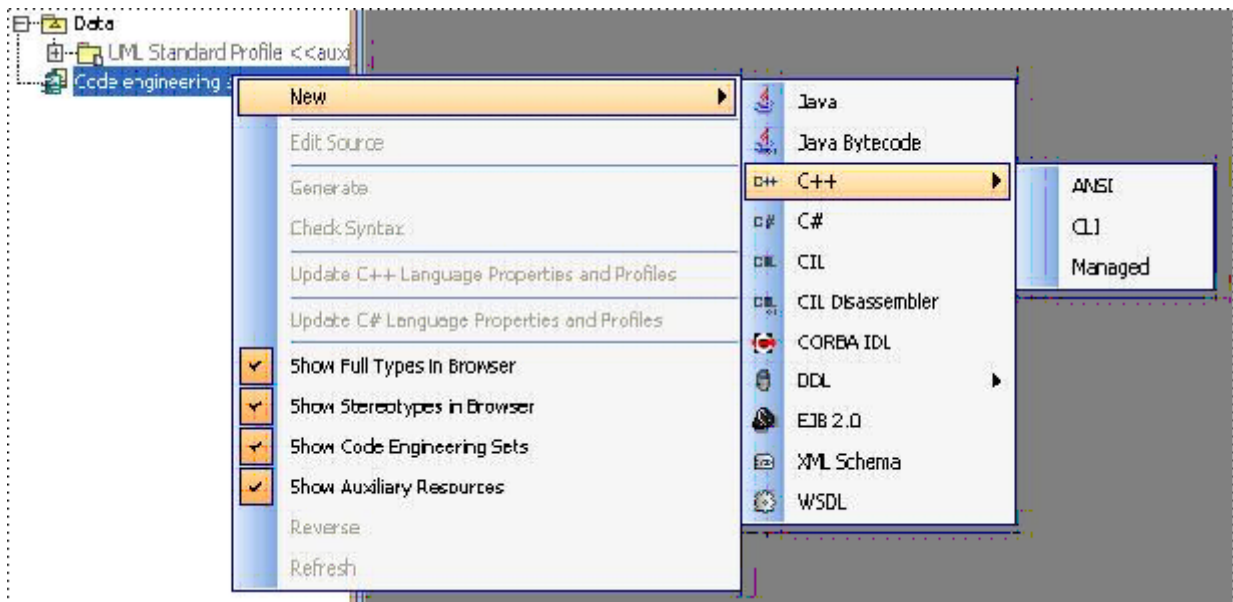 Data
UML Standard Profile <<auxi
Code engineering s
New
Edit Source
Generate
Check Syntax
Update C++ Language Properties and Profiles
Update C# Language Properties and Profiles
Show Full Types in Browser
Show Stereotypes in Browser
Show Code Engineering Sets
Show Auxiliary Resources
Reverse
Refresh
Java
Java Bytecode
C++ C++
C# C#
CIL CIL
CIL CIL Disassembler
CORBA IDL
DDL
EJB 2.0
XML Schema
WSDL
ANSI
CLI
Managed